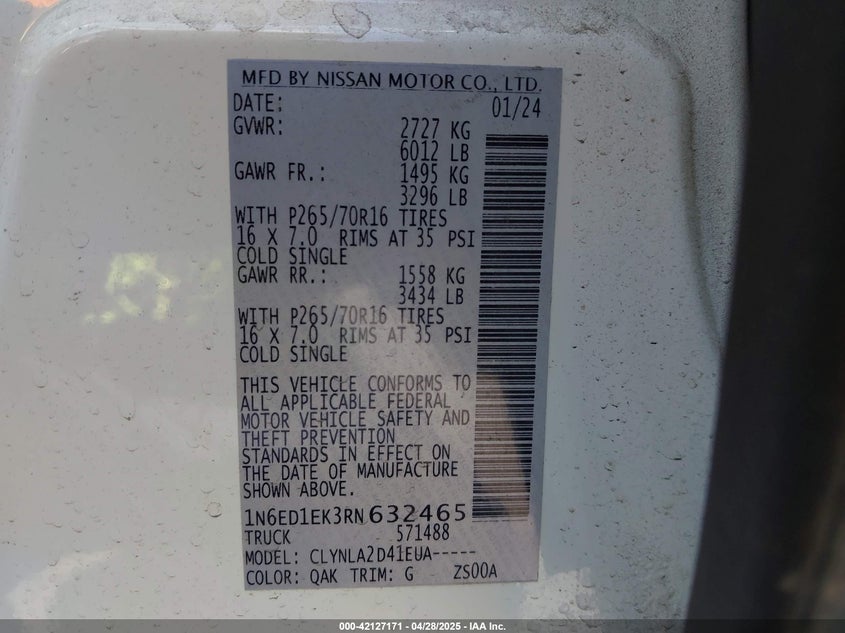 MFD BY NISSAN MOTOR CO., LTD.
DATE: 01/24
GVWR: 2727 KG
6012 LB
GAWR FR.: 1495 KG
3296 LB
WITH P265/70R16 TIRES
16 X 7.0 RIMS AT 35 PSI
COLD SINGLE
GAWR RR.: 1558 KG
3434 LB
WITH P265/70R16 TIRES
16 X 7.0 RIMS AT 35 PSI
COLD SINGLE
THIS VEHICLE CONFORMS TO
ALL APPLICABLE FEDERAL
MOTOR VEHICLE SAFETY AND
THEFT PREVENTION
STANDARDS IN EFFECT ON
THE DATE OF MANUFACTURE
SHOWN ABOVE.
1N6ED1EK3RN632465
TRUCK 571488
MODEL: CLYNLA2D41EUA-----
COLOR: QAK TRIM: G ZS00A
000-42127171 | 04/28/2025 - IAA Inc.